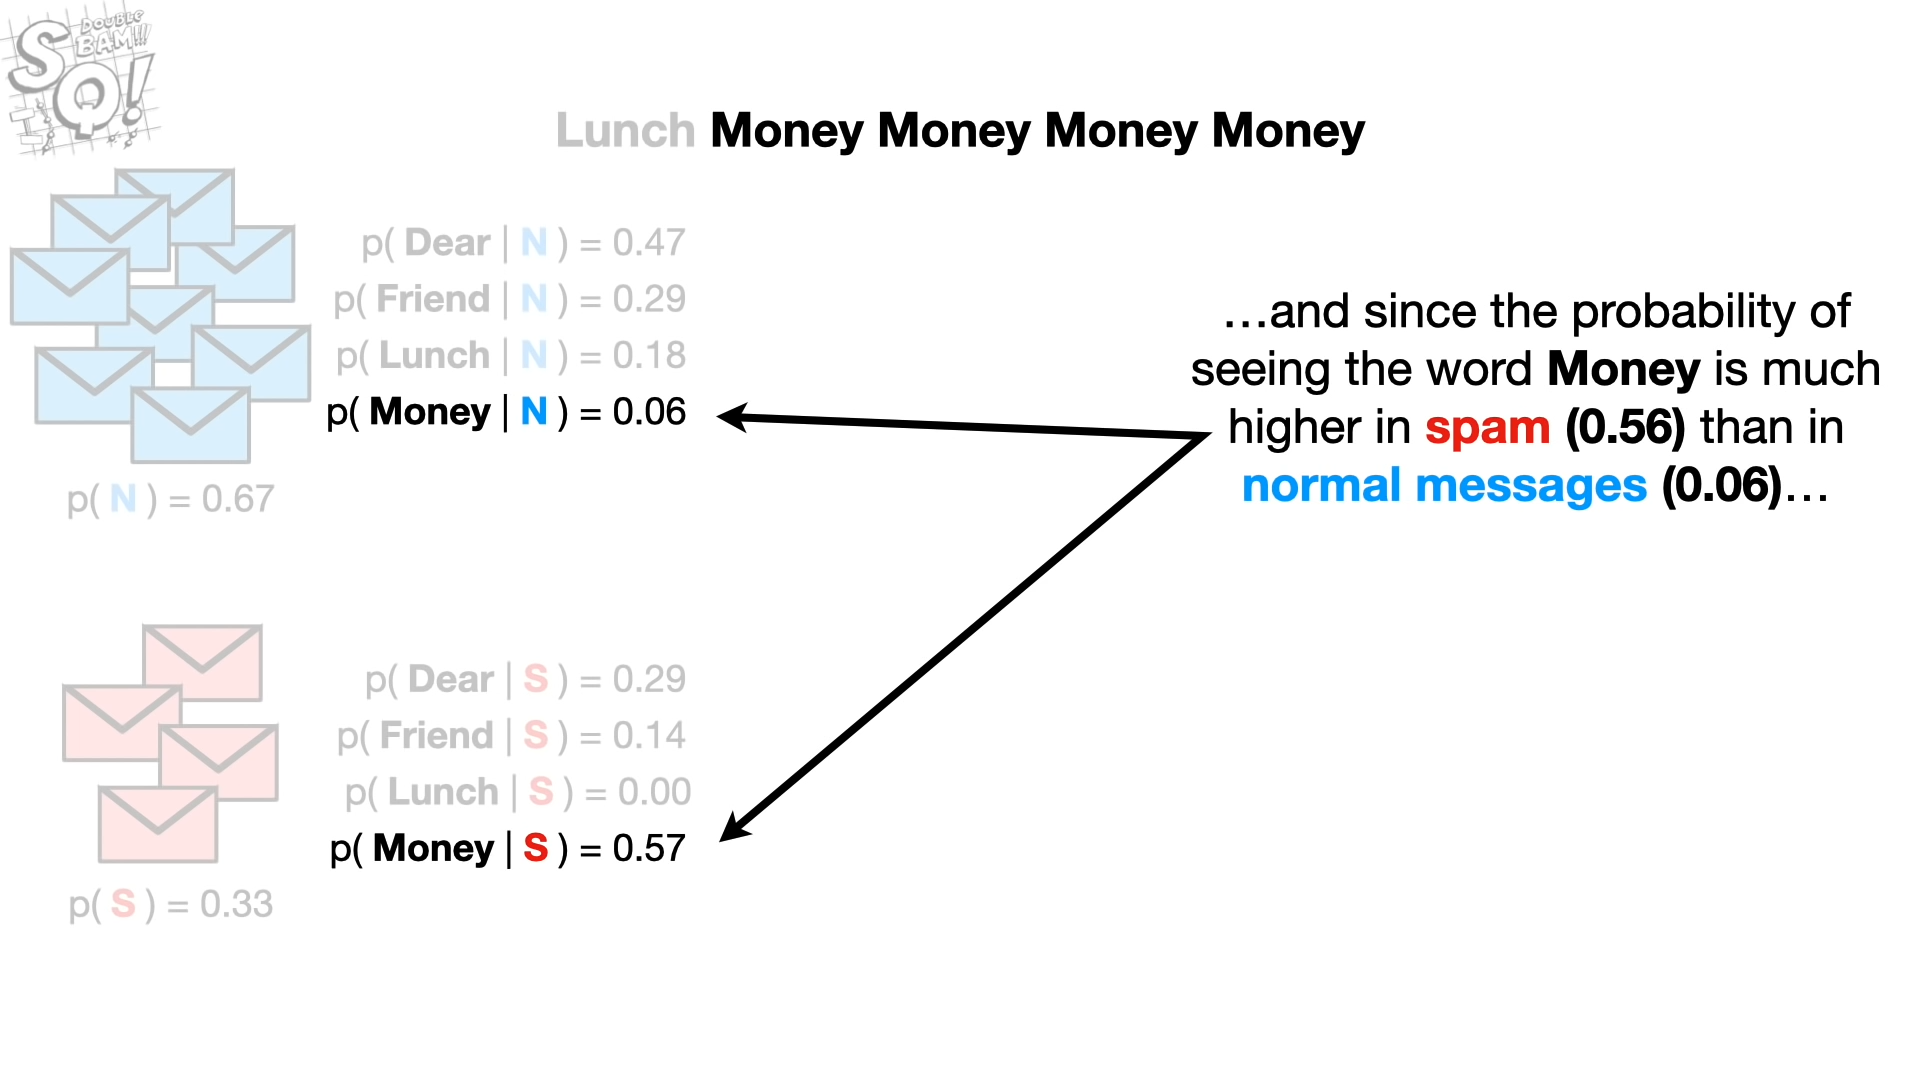 DOUBLE
BAM!!!
SQ!
Lunch Money Money Money Money
p( Dear | N ) = 0.47
p( Friend | N ) = 0.29
p( Lunch | N ) = 0.18
p( Money | N ) = 0.06
p( N ) = 0.67
…and since the probability of
seeing the word Money is much
higher in spam (0.56) than in
normal messages (0.06)…
p( Dear | S ) = 0.29
p( Friend | S ) = 0.14
p( Lunch | S ) = 0.00
p( Money | S ) = 0.57
p( S ) = 0.33